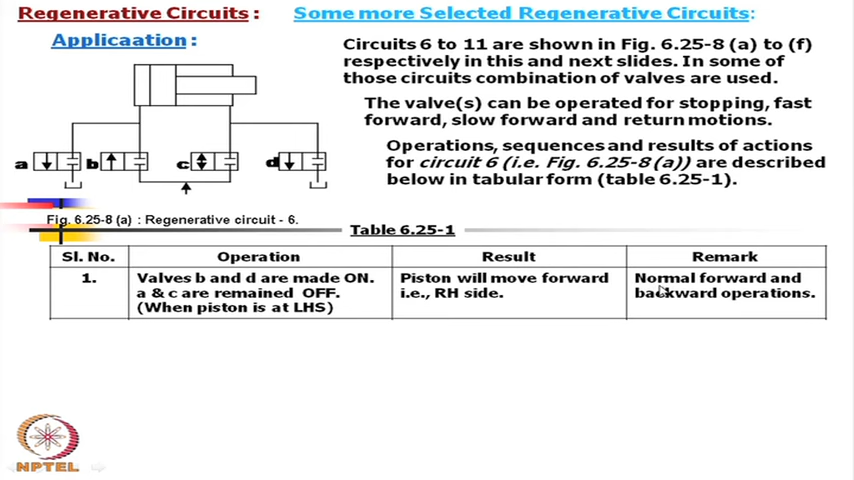 Regenerative Circuits :
Some more Selected Regenerative Circuits:
Applicaation :
Circuits 6 to 11 are shown in Fig. 6.25-8 (a) to (f)
respectively in this and next slides. In some of
those circuits combination of valves are used.
The valve(s) can be operated for stopping, fast
forward, slow forward and return motions.
Operations, sequences and results of actions
for circuit 6 (i.e. Fig. 6.25-8 (a)) are described
below in tabular form (table 6.25-1).
a b c d
Fig. 6.25-8 (a) : Regenerative circuit - 6.
Table 6.25-1
Sl. No. Operation Result Remark
1. Valves b and d are made ON. Piston will move forward Normal forward and
a & c are remained OFF. i.e., RH side. backward operations.
(When piston is at LHS)
NPTEL